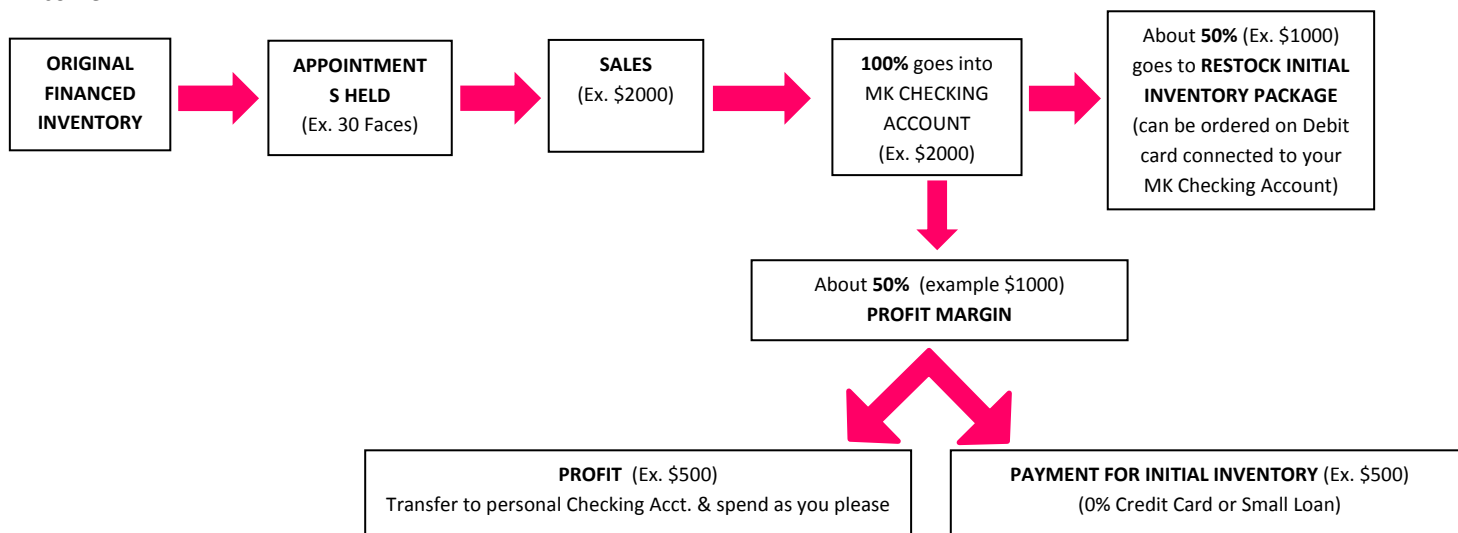 ORIGINAL
FINANCED
INVENTORY
APPOINTMENT
S HELD
(Ex. 30 Faces)
SALES
(Ex. $2000)
100% goes into
MK CHECKING
ACCOUNT
(Ex. $2000)
About 50% (Ex. $1000)
goes to RESTOCK INITIAL
INVENTORY PACKAGE
(can be ordered on Debit
card connected to your
MK Checking Account)
About 50% (example $1000)
PROFIT MARGIN
PROFIT (Ex. $500)
Transfer to personal Checking Acct. & spend as you please
PAYMENT FOR INITIAL INVENTORY (Ex. $500)
(0% Credit Card or Small Loan)